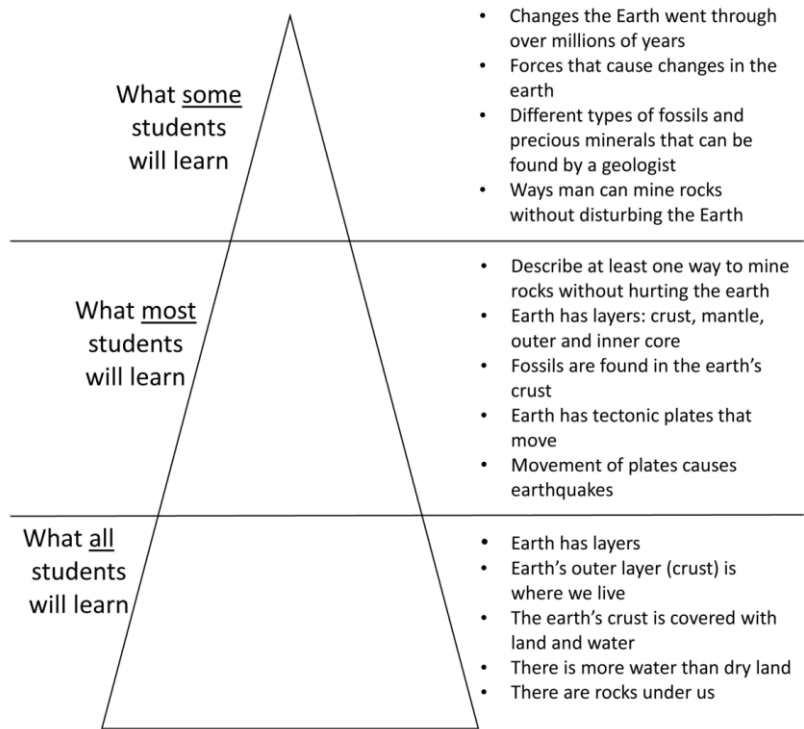 What some
students
will learn
• Changes the Earth went through
over millions of years
• Forces that cause changes in the
earth
• Different types of fossils and
precious minerals that can be
found by a geologist
• Ways man can mine rocks
without disturbing the Earth
What most
students
will learn
• Describe at least one way to mine
rocks without hurting the earth
• Earth has layers: crust, mantle,
outer and inner core
• Fossils are found in the earth's
crust
• Earth has tectonic plates that
move
• Movement of plates causes
earthquakes
What all
students
will learn
• Earth has layers
• Earth's outer layer (crust) is
where we live
• The earth's crust is covered with
land and water
• There is more water than dry land
• There are rocks under us